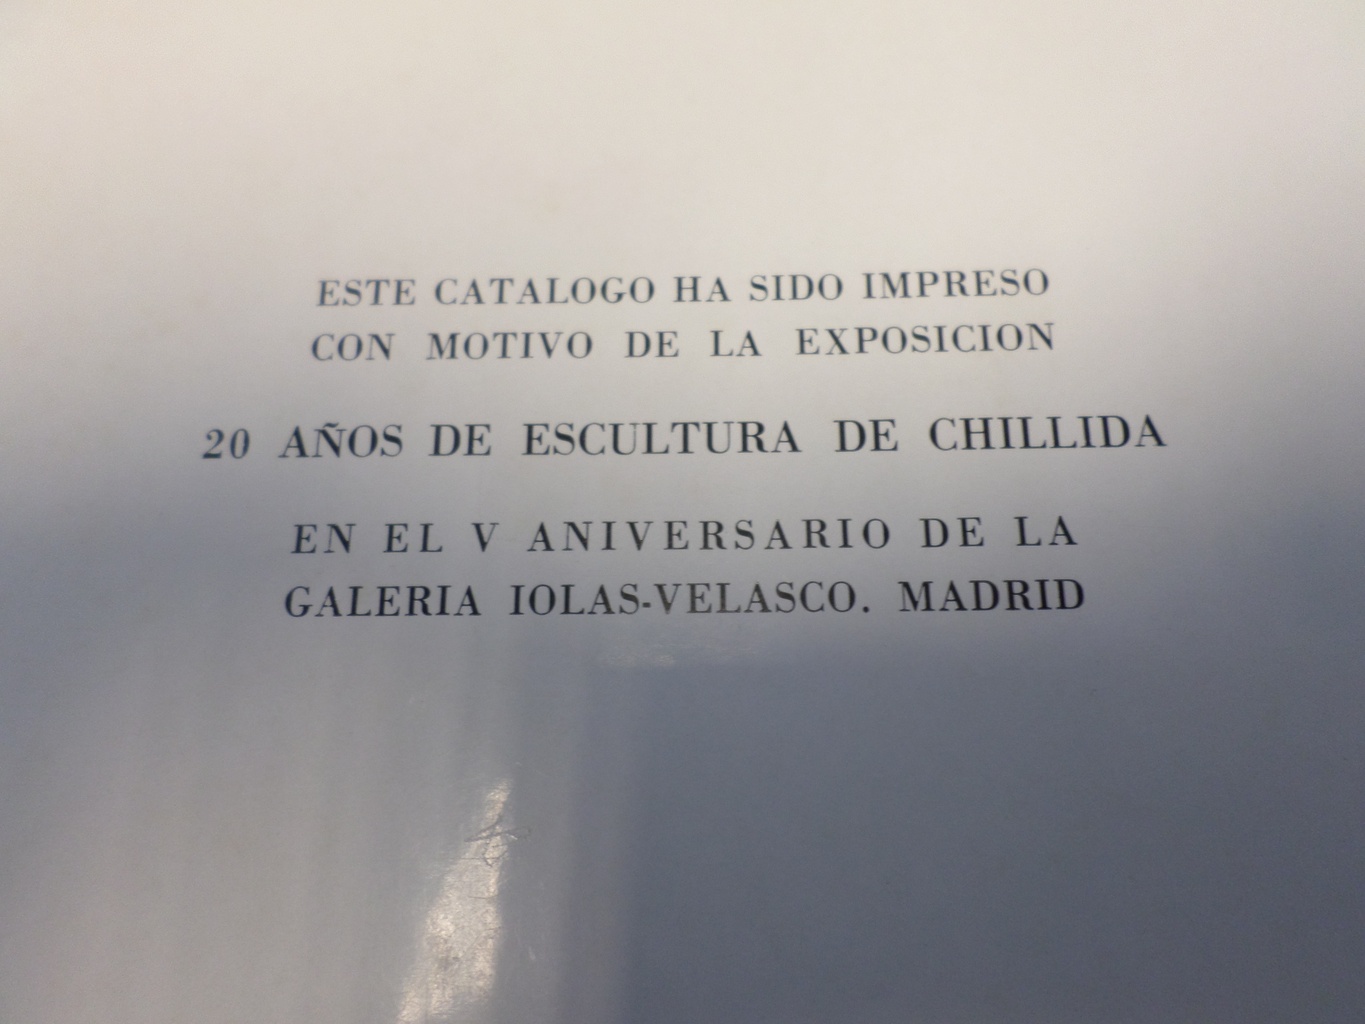 ESTE CATALOGO HA SIDO IMPRESO
CON MOTIVO DE LA EXPOSICION
20 AÑOS DE ESCULTURA DE CHILLIDA
EN EL V ANIVERSARIO DE LA
GALERIA IOLAS-VELASCO. MADRID